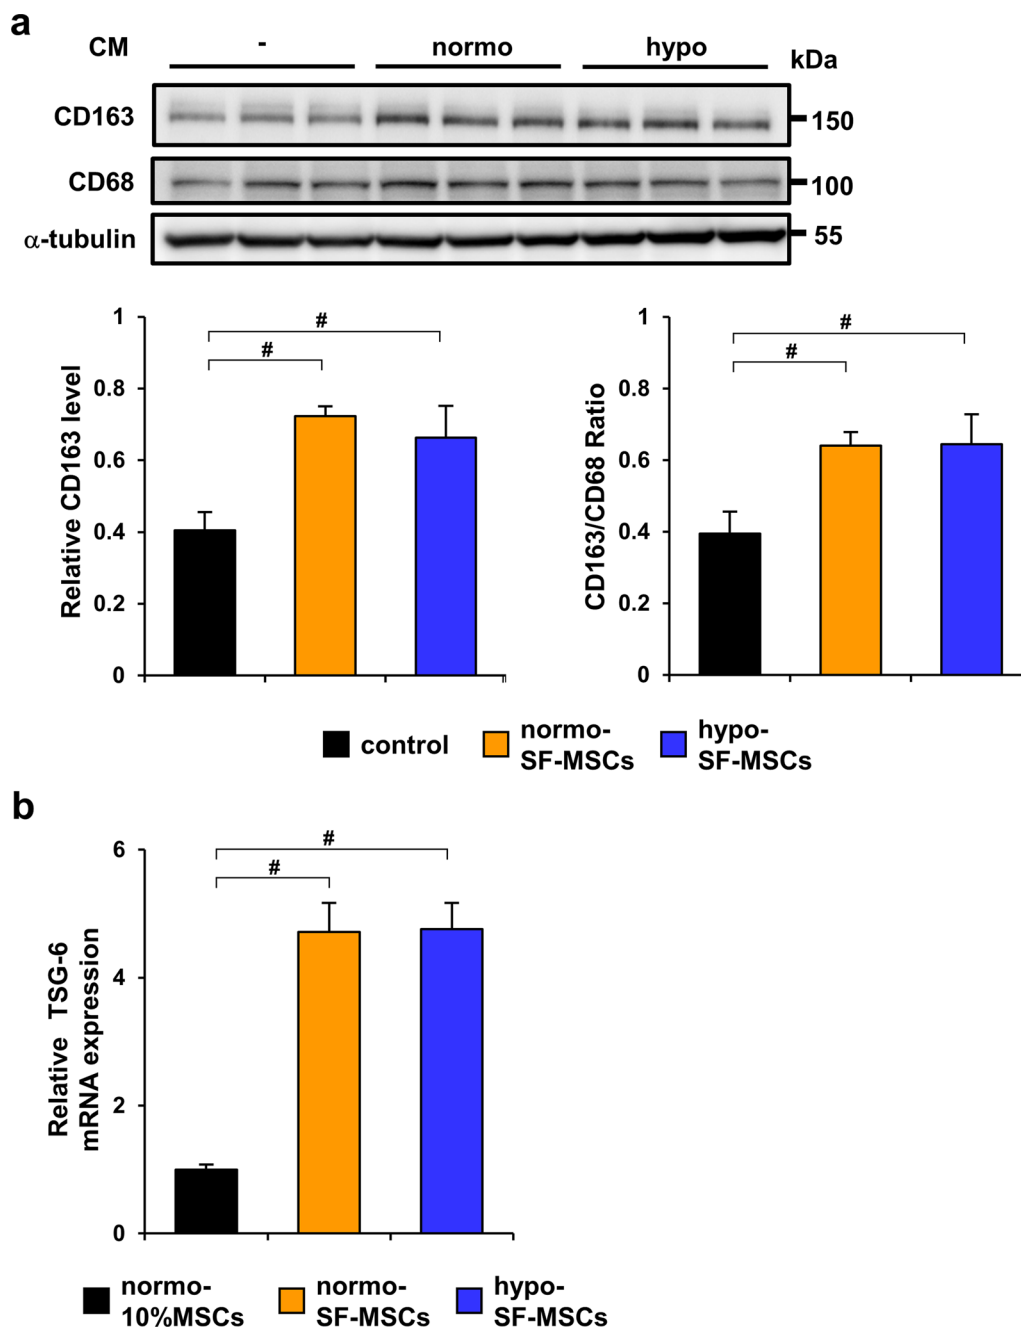 a
CM - normo hypo kDa
CD163 150
CD68 100
α-tubulin 55
Relative CD163 level
1
0.8
0.6
0.4
0.2
0
#
#
CD163/CD68 Ratio
1
0.8
0.6
0.4
0.2
0
#
#
control
normo-
SF-MSCs
hypo-
SF-MSCs
b
Relative TSG-6
mRNA expression
6
4
2
0
#
#
normo-
10%MSCs
normo-
SF-MSCs
hypo-
SF-MSCs